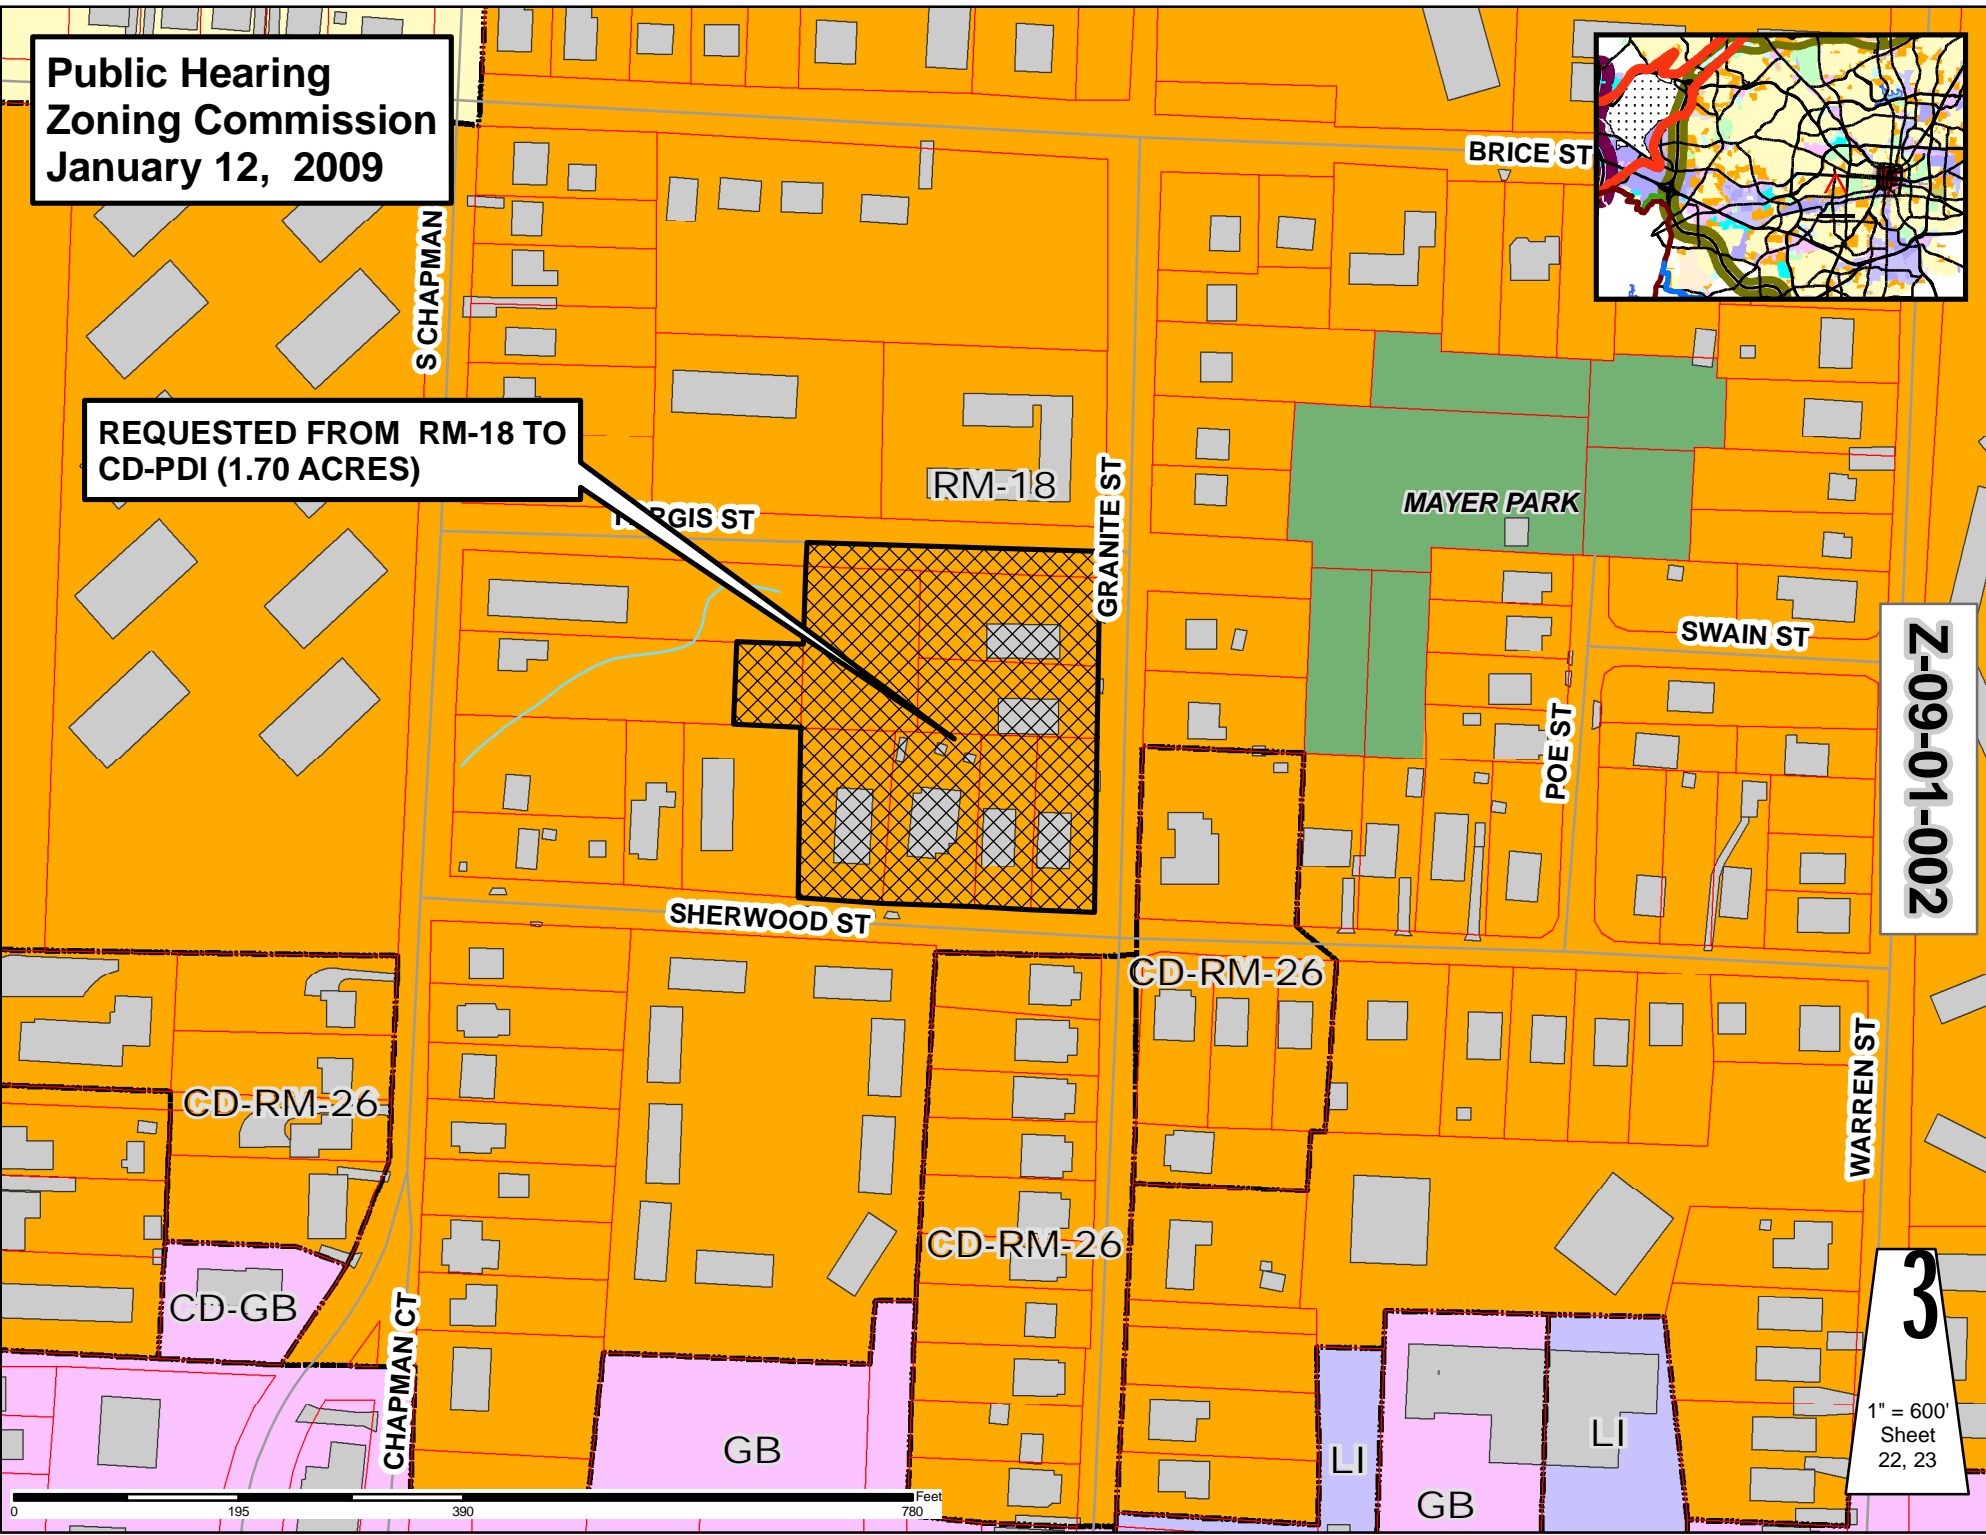 Public Hearing
Zoning Commission
January 12, 2009
BRICE ST
S CHAPMAN
REQUESTED FROM RM-18 TO
CD-PDI (1.70 ACRES)
RM-18
GRANITE ST
MAYER PARK
RGIS ST
SWAIN ST
Z-09-01-002
POE ST
SHERWOOD ST
CD-RM-26
WARREN ST
CD-RM-26
CD-RM-26
CD-GB
CHAPMAN CT
GB
LI
LI
GB
3
1" = 600'
Sheet
22, 23
Feet
0 195 390 780